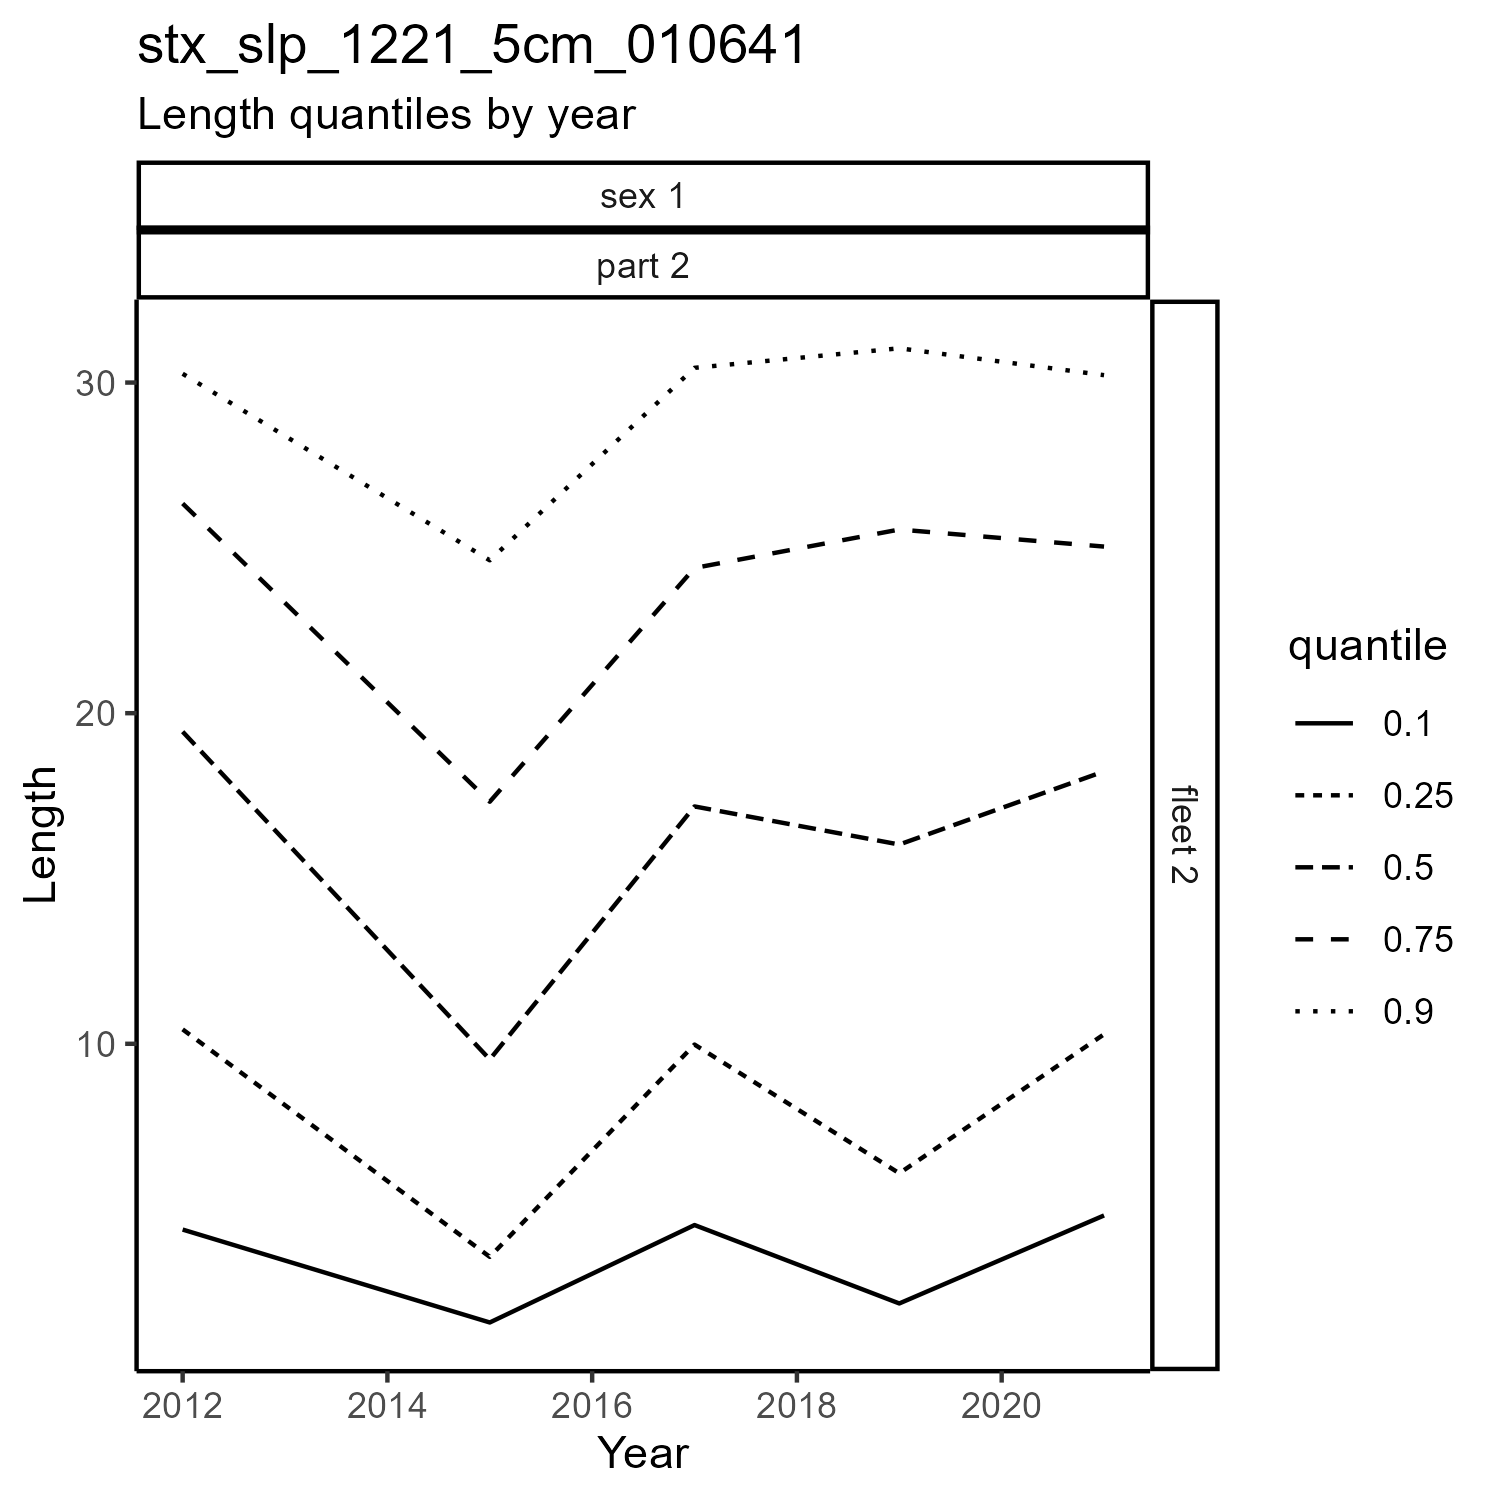 stx_slp_1221_5cm_010641
Length quantiles by year
sex 1
part 2
fleet 2
30
20
10
Length
2012 2014 2016 2018 2020
Year
quantile
0.1
0.25
0.5
0.75
0.9